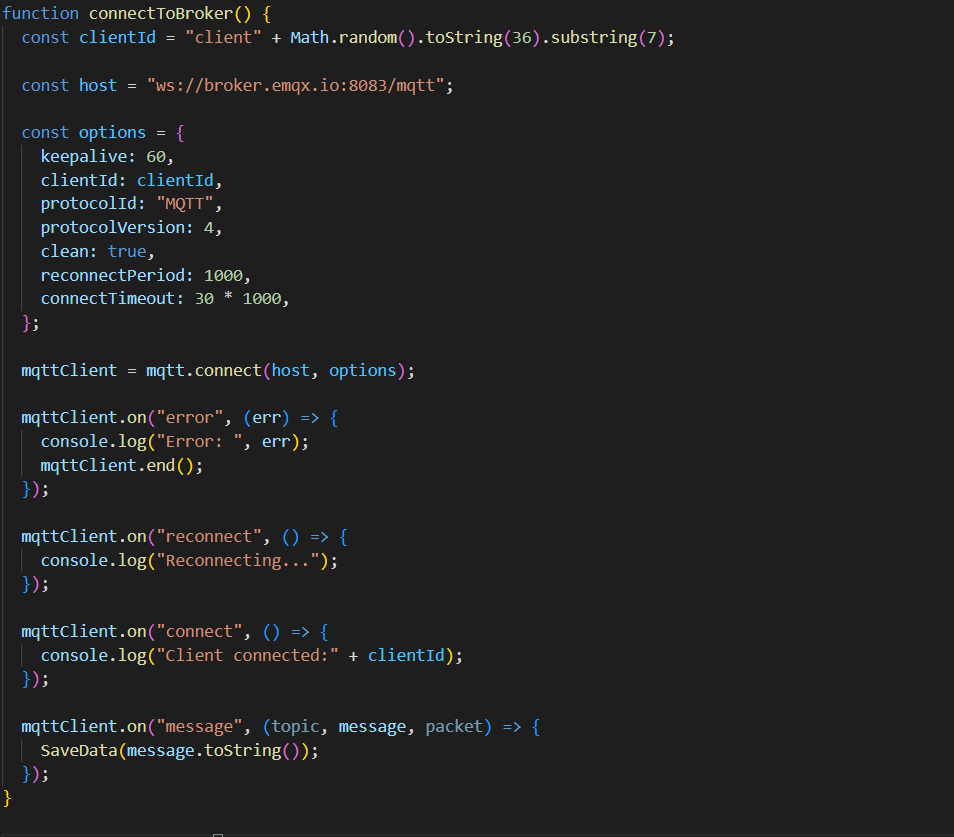 function connectToBroker() {
  const clientId = "client" + Math.random().toString(36).substring(7);
  const host = "ws://broker.emqx.io:8083/mqtt";
  const options = {
    keepalive: 60,
    clientId: clientId,
    protocolId: "MQTT",
    protocolVersion: 4,
    clean: true,
    reconnectPeriod: 1000,
    connectTimeout: 30 * 1000,
  };
  mqttClient = mqtt.connect(host, options);
  mqttClient.on("error", (err) => {
    console.log("Error: ", err);
    mqttClient.end();
  });
  mqttClient.on("reconnect", () => {
    console.log("Reconnecting...");
  });
  mqttClient.on("connect", () => {
    console.log("Client connected:" + clientId);
  });
  mqttClient.on("message", (topic, message, packet) => {
    SaveData(message.toString());
  });
}